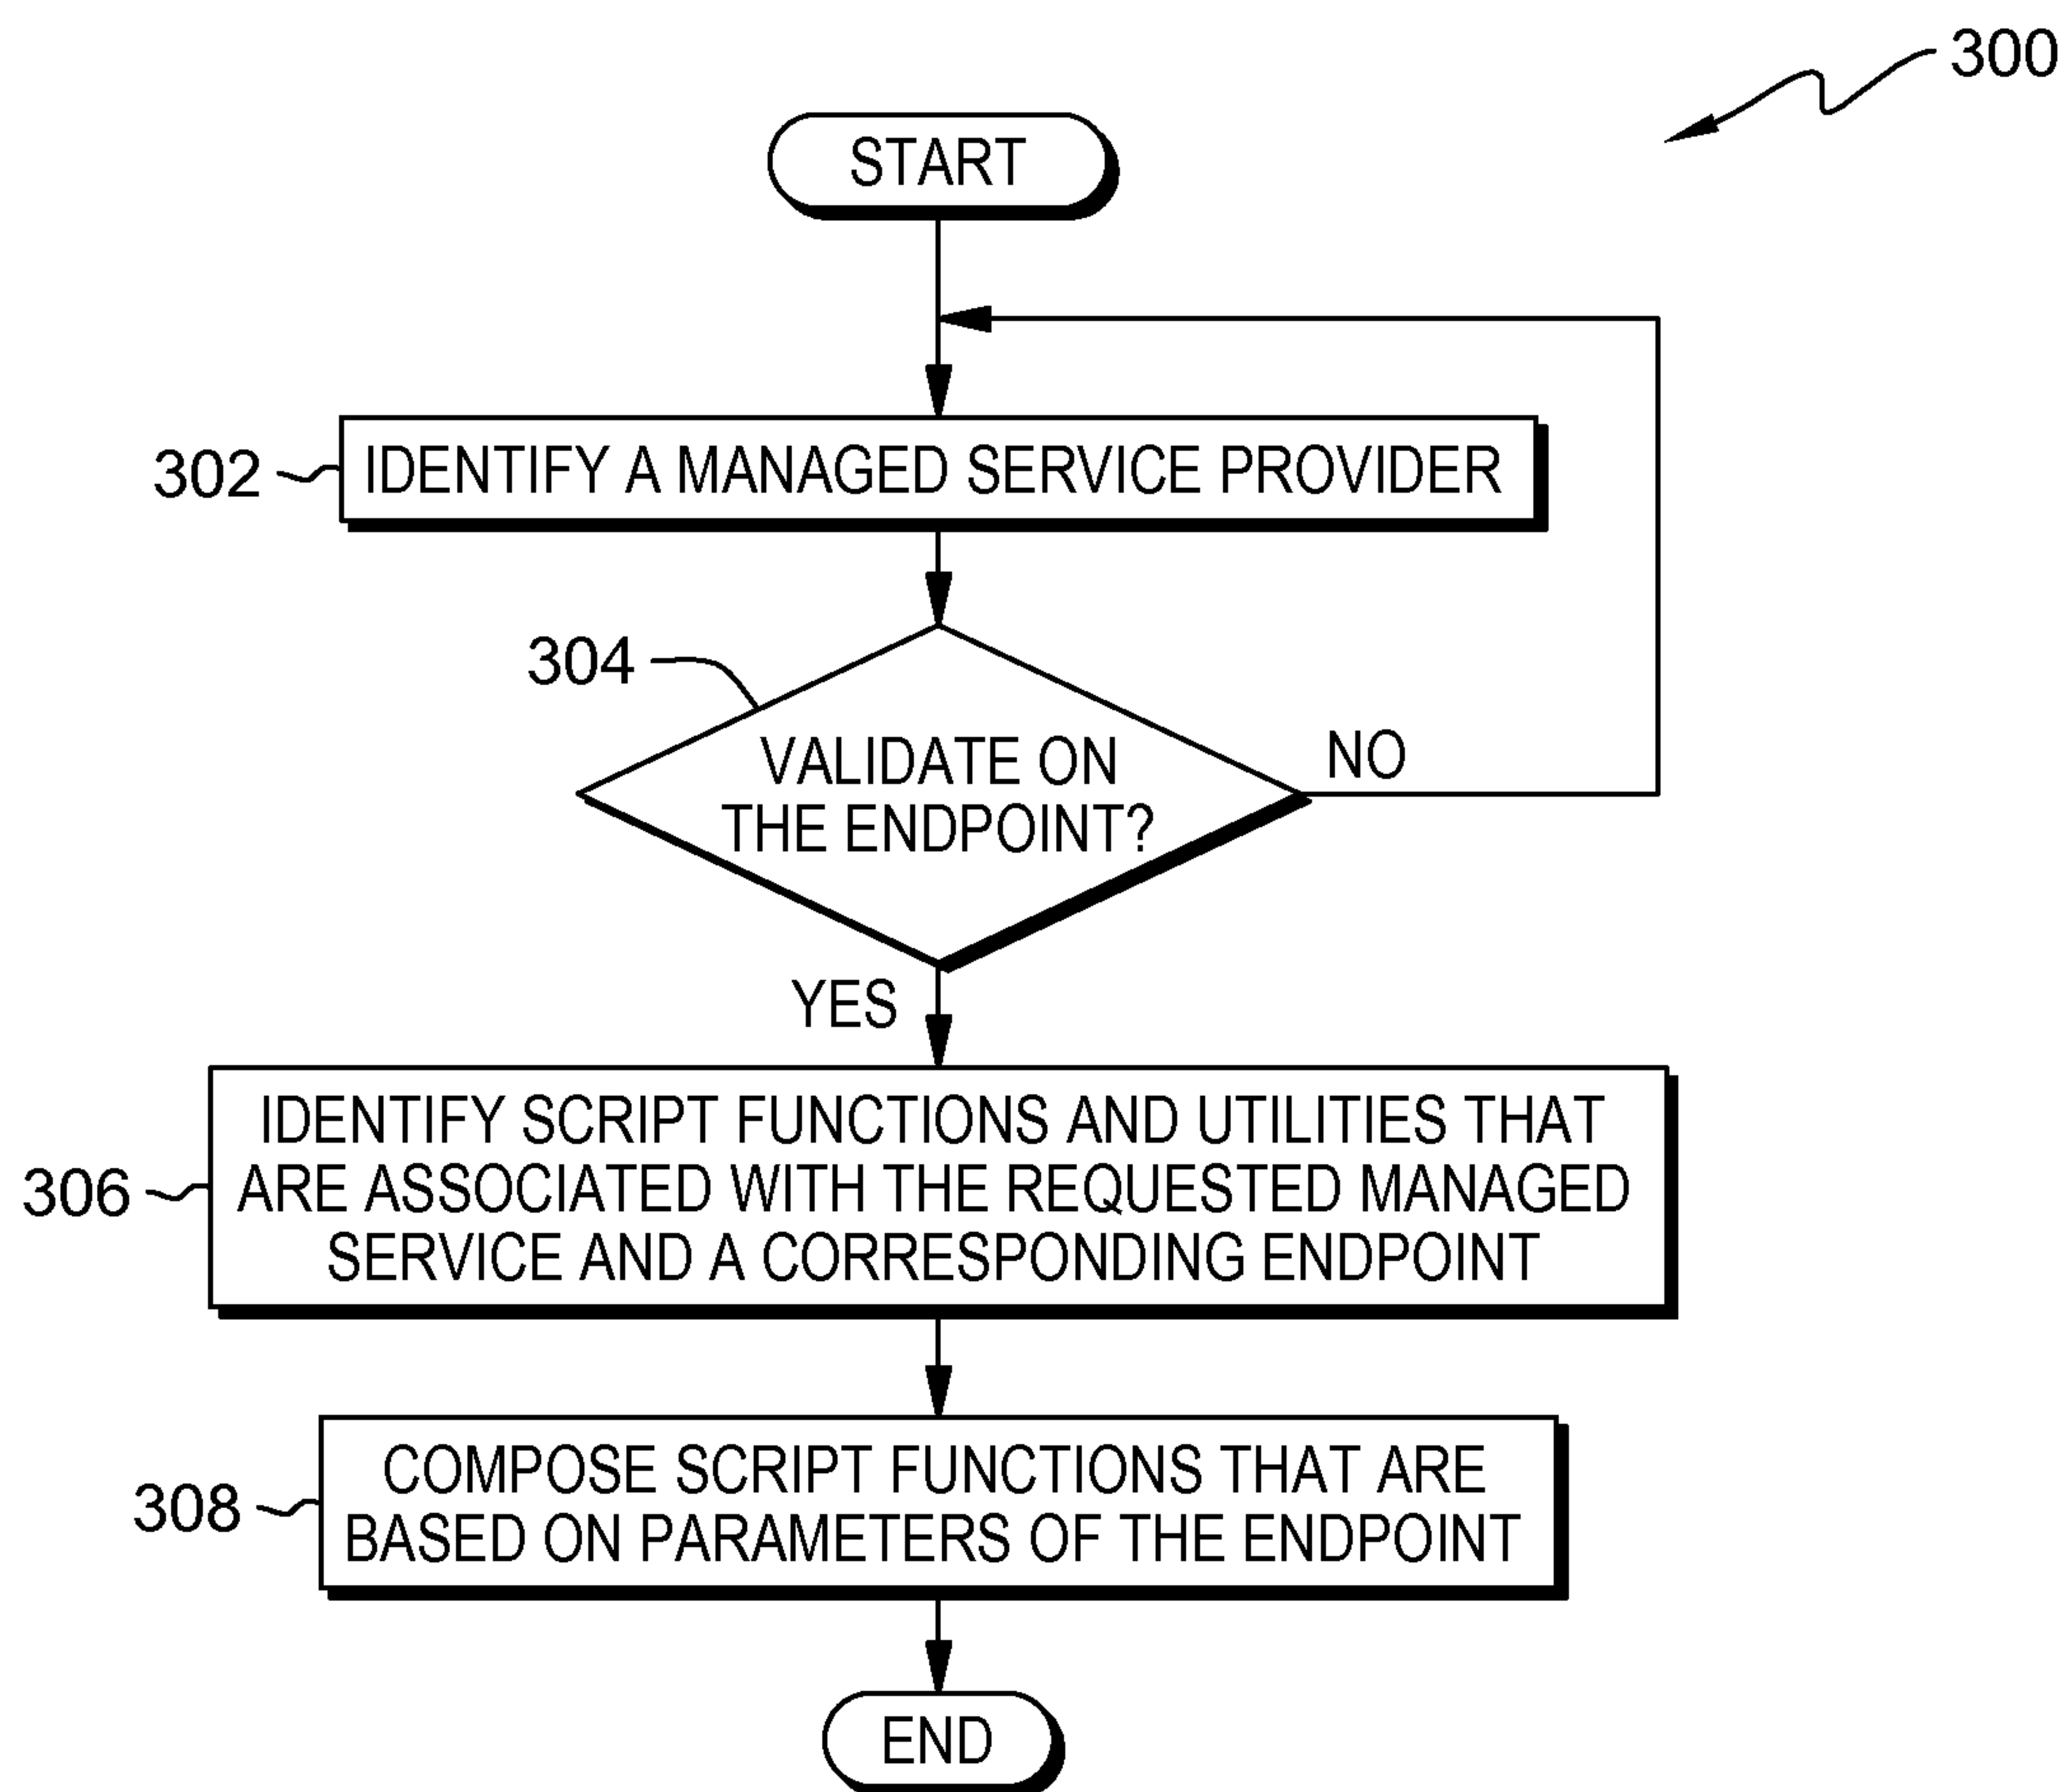 300
START
302
IDENTIFY A MANAGED SERVICE PROVIDER
304
VALIDATE ON
THE ENDPOINT?
NO
YES
306
IDENTIFY SCRIPT FUNCTIONS AND UTILITIES THAT
ARE ASSOCIATED WITH THE REQUESTED MANAGED
SERVICE AND A CORRESPONDING ENDPOINT
308
COMPOSE SCRIPT FUNCTIONS THAT ARE
BASED ON PARAMETERS OF THE ENDPOINT
END